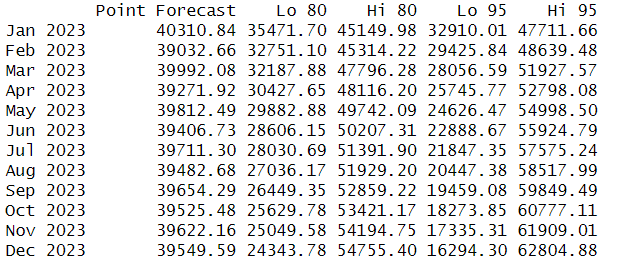 Point Forecast Lo 80 Hi 80 Lo 95 Hi 95
Jan 2023 40310.84 35471.70 45149.98 32910.01 47711.66
Feb 2023 39032.66 32751.10 45314.22 29425.84 48639.48
Mar 2023 39992.08 32187.88 47796.28 28056.59 51927.57
Apr 2023 39271.92 30427.65 48116.20 25745.77 52798.08
May 2023 39812.49 29882.88 49742.09 24626.47 54998.50
Jun 2023 39406.73 28606.15 50207.31 22888.67 55924.79
Jul 2023 39711.30 28030.69 51391.90 21847.35 57575.24
Aug 2023 39482.68 27036.17 51929.20 20447.38 58517.99
Sep 2023 39654.29 26449.35 52859.22 19459.08 59849.49
Oct 2023 39525.48 25629.78 53421.17 18273.85 60777.11
Nov 2023 39622.16 25049.58 54194.75 17335.31 61909.01
Dec 2023 39549.59 24343.78 54755.40 16294.30 62804.88